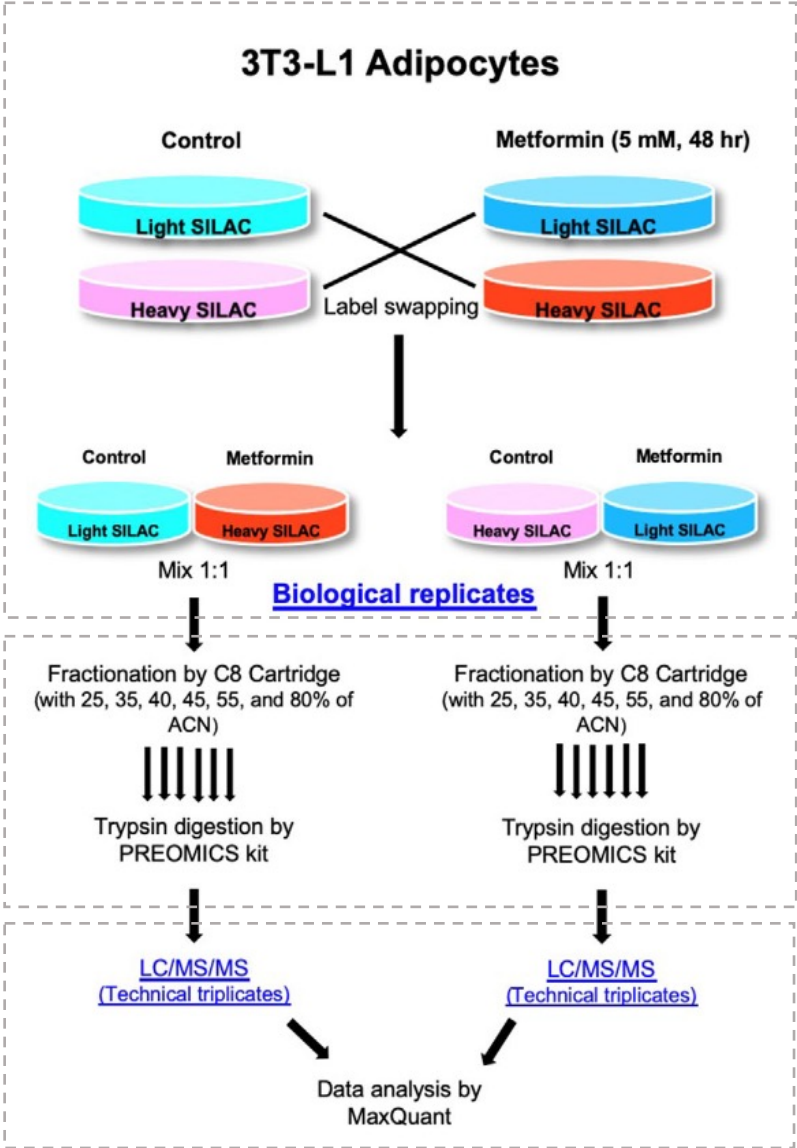 3T3-L1 Adipocytes
Control
Metformin (5 mM, 48 hr)
Light SILAC
Light SILAC
Heavy SILAC
Label swapping
Heavy SILAC
Control
Metformin
Control
Metformin
Light SILAC
Heavy SILAC
Heavy SILAC
Light SILAC
Mix 1:1
Mix 1:1
Biological replicates
Fractionation by C8 Cartridge
(with 25, 35, 40, 45, 55, and 80% of
ACN)
Fractionation by C8 Cartridge
(with 25, 35, 40, 45, 55, and 80% of
ACN)
Trypsin digestion by
PREOMICS kit
Trypsin digestion by
PREOMICS kit
LC/MS/MS
(Technical triplicates)
LC/MS/MS
(Technical triplicates)
Data analysis by
MaxQuant